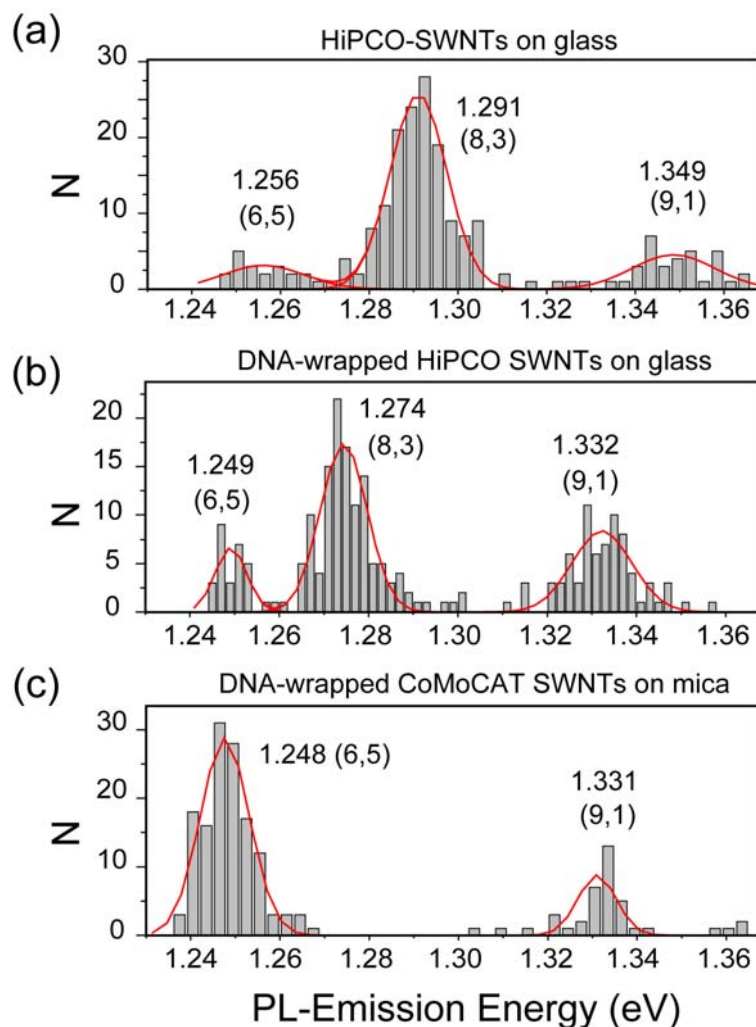 (a)
HiPCO-SWNTs on glass
30
20
10
0
N
1.256
(6,5)
1.291
(8,3)
1.349
(9,1)
1.24 1.26 1.28 1.30 1.32 1.34 1.36
(b)
DNA-wrapped HiPCO SWNTs on glass
20
15
10
5
0
N
1.249
(6,5)
1.274
(8,3)
1.332
(9,1)
1.24 1.26 1.28 1.30 1.32 1.34 1.36
(c)
DNA-wrapped CoMoCAT SWNTs on mica
30
20
10
0
N
1.248 (6,5)
1.331
(9,1)
1.24 1.26 1.28 1.30 1.32 1.34 1.36
PL-Emission Energy (eV)